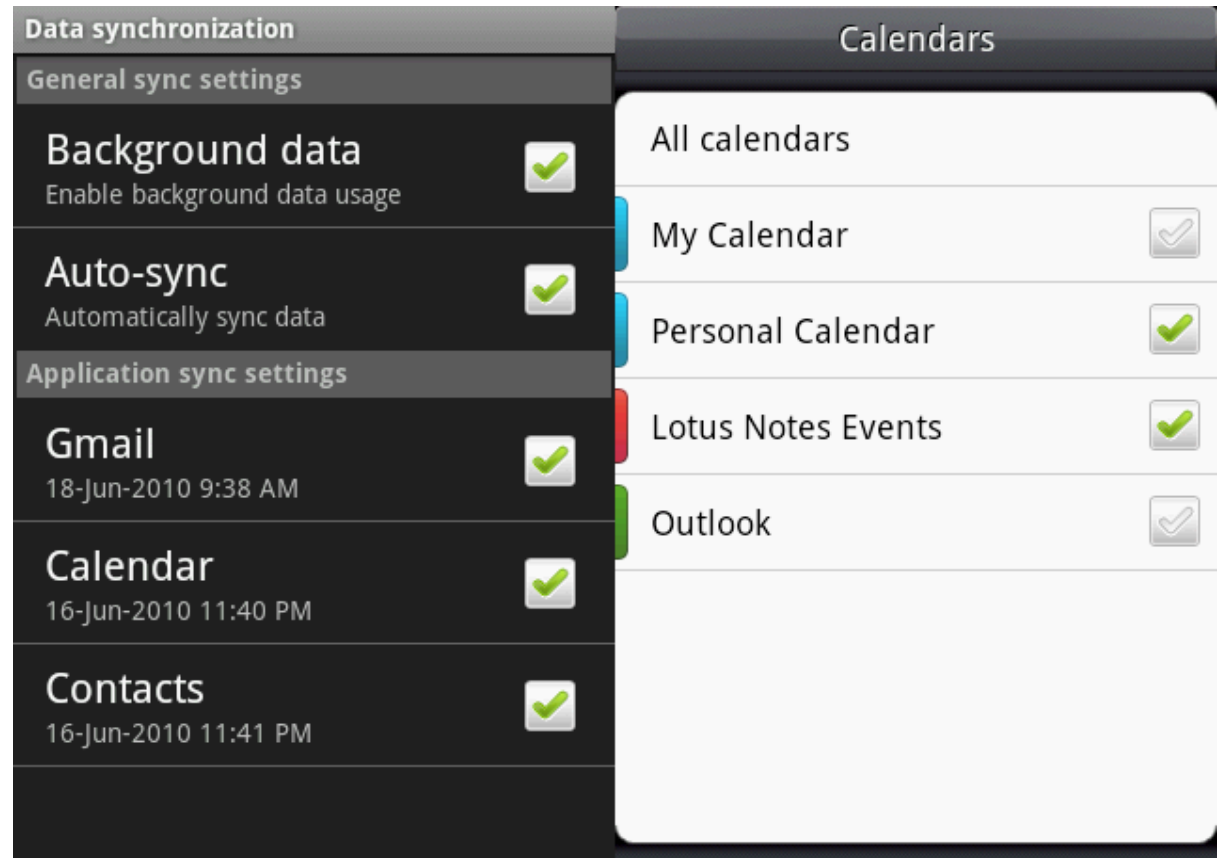 Data synchronization
General sync settings
Background data
Enable background data usage
Auto-sync
Automatically sync data
Application sync settings
Gmail
18-Jun-2010 9:38 AM
Calendar
16-Jun-2010 11:40 PM
Contacts
16-Jun-2010 11:41 PM
Calendars
All calendars
My Calendar
Personal Calendar
Lotus Notes Events
Outlook